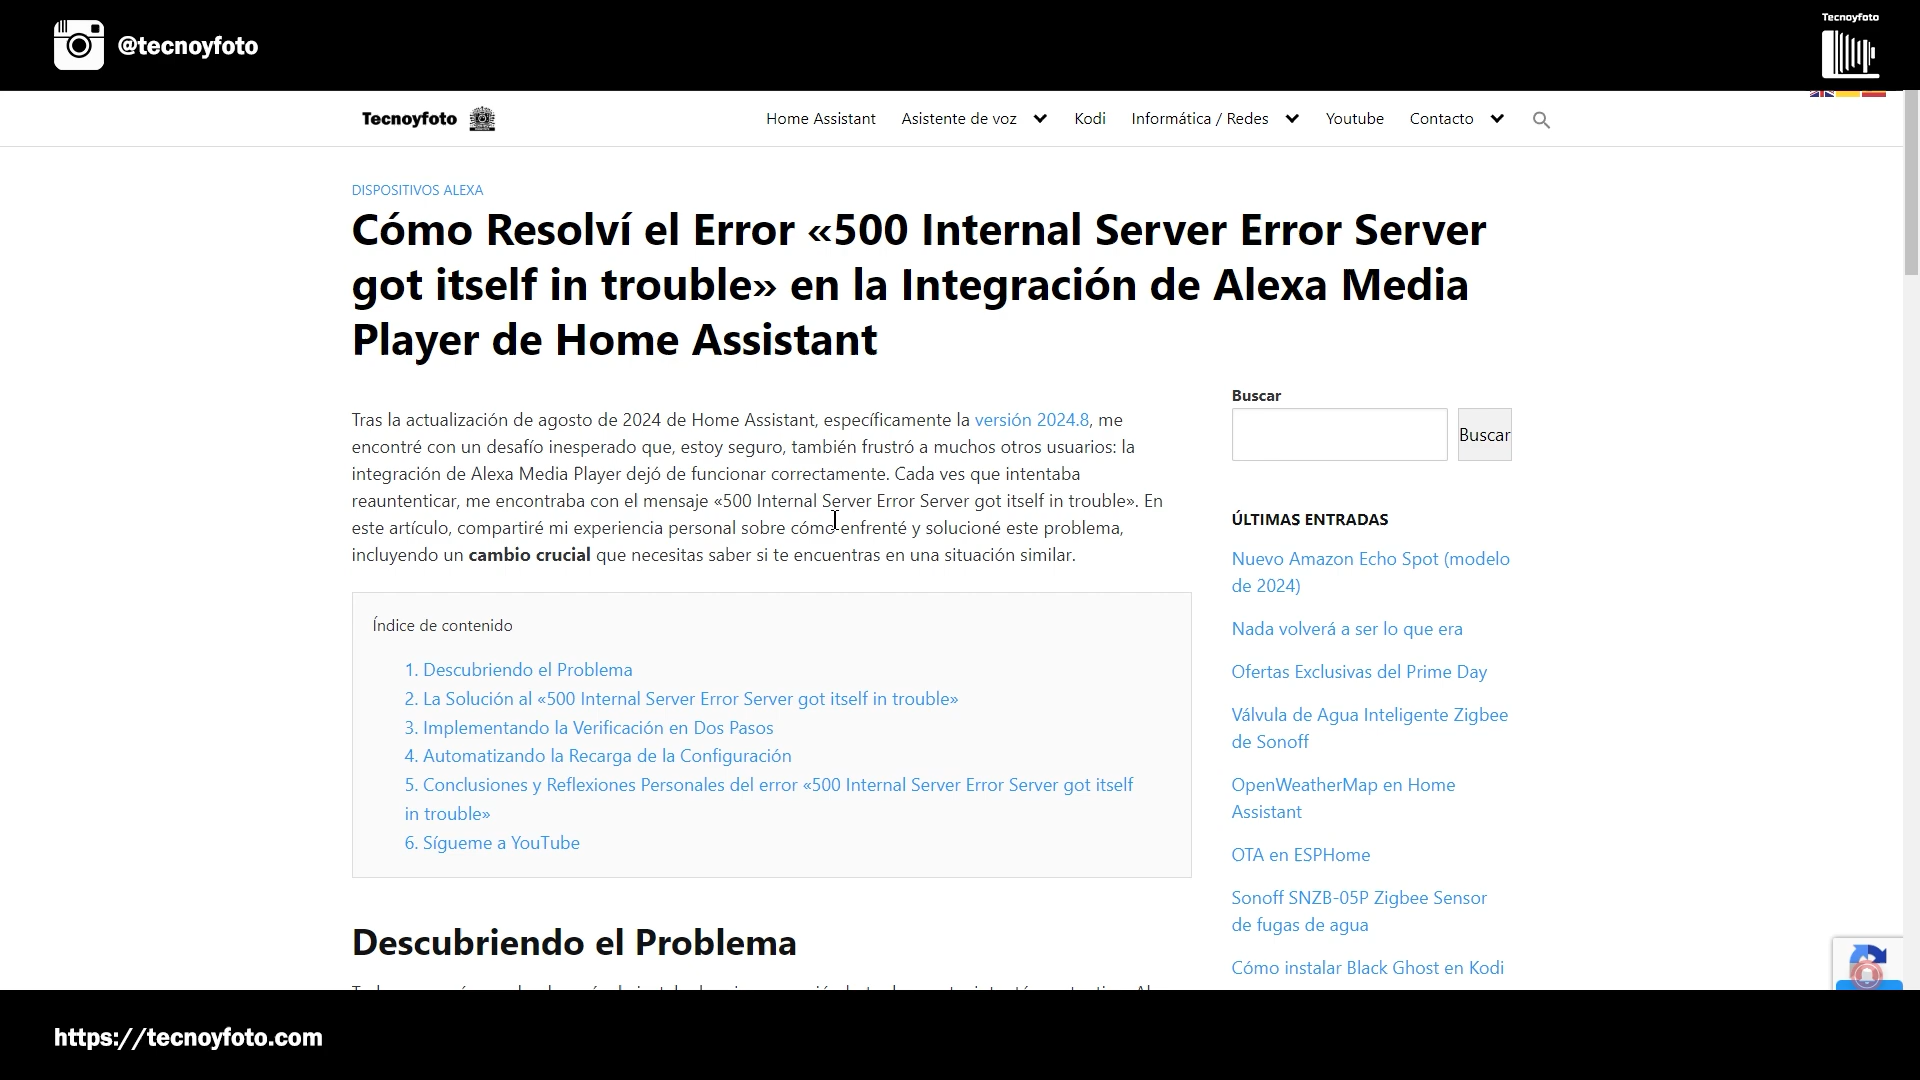 @tecnoyfoto
Tecnoyfoto
Tecnoyfoto
Home Assistant
Asistente de voz
Kodi
Informática / Redes
Youtube
Contacto
DISPOSITIVOS ALEXA
Cómo Resolví el Error «500 Internal Server Error Server
got itself in trouble» en la Integración de Alexa Media
Player de Home Assistant
Tras la actualización de agosto de 2024 de Home Assistant, específicamente la versión 2024.8, me
encontré con un desafío inesperado que, estoy seguro, también frustró a muchos otros usuarios: la
integración de Alexa Media Player dejó de funcionar correctamente. Cada ves que intentaba
reauntenticar, me encontraba con el mensaje «500 Internal Server Error Server got itself in trouble». En
este artículo, compartiré mi experiencia personal sobre cómo enfrenté y solucioné este problema,
incluyendo un cambio crucial que necesitas saber si te encuentras en una situación similar.
Índice de contenido
1. Descubriendo el Problema
2. La Solución al «500 Internal Server Error Server got itself in trouble»
3. Implementando la Verificación en Dos Pasos
4. Automatizando la Recarga de la Configuración
5. Conclusiones y Reflexiones Personales del error «500 Internal Server Error Server got itself
in trouble»
6. Sígueme a YouTube
Descubriendo el Problema
Buscar
Buscar
ÚLTIMAS ENTRADAS
Nuevo Amazon Echo Spot (modelo
de 2024)
Nada volverá a ser lo que era
Ofertas Exclusivas del Prime Day
Válvula de Agua Inteligente Zigbee
de Sonoff
OpenWeatherMap en Home
Assistant
OTA en ESPHome
Sonoff SNZB-05P Zigbee Sensor
de fugas de agua
Cómo instalar Black Ghost en Kodi
https://tecnoyfoto.com